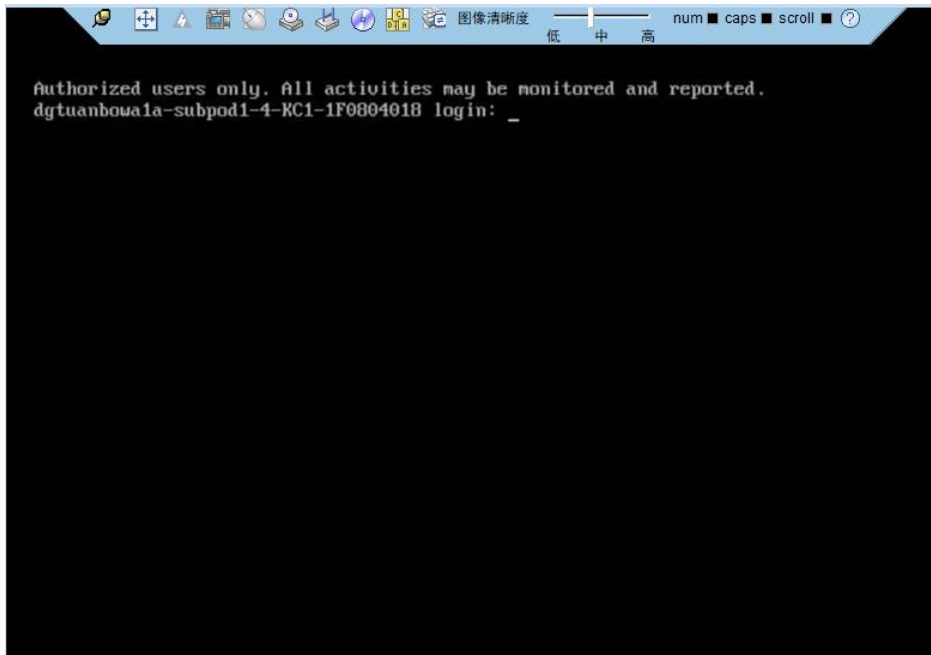 图像清晰度 num caps scroll ?
低 中 高
Authorized users only. All activities may be monitored and reported.
dgtuanbowa1a-subpod1-4-KC1-1F0804018 login: _